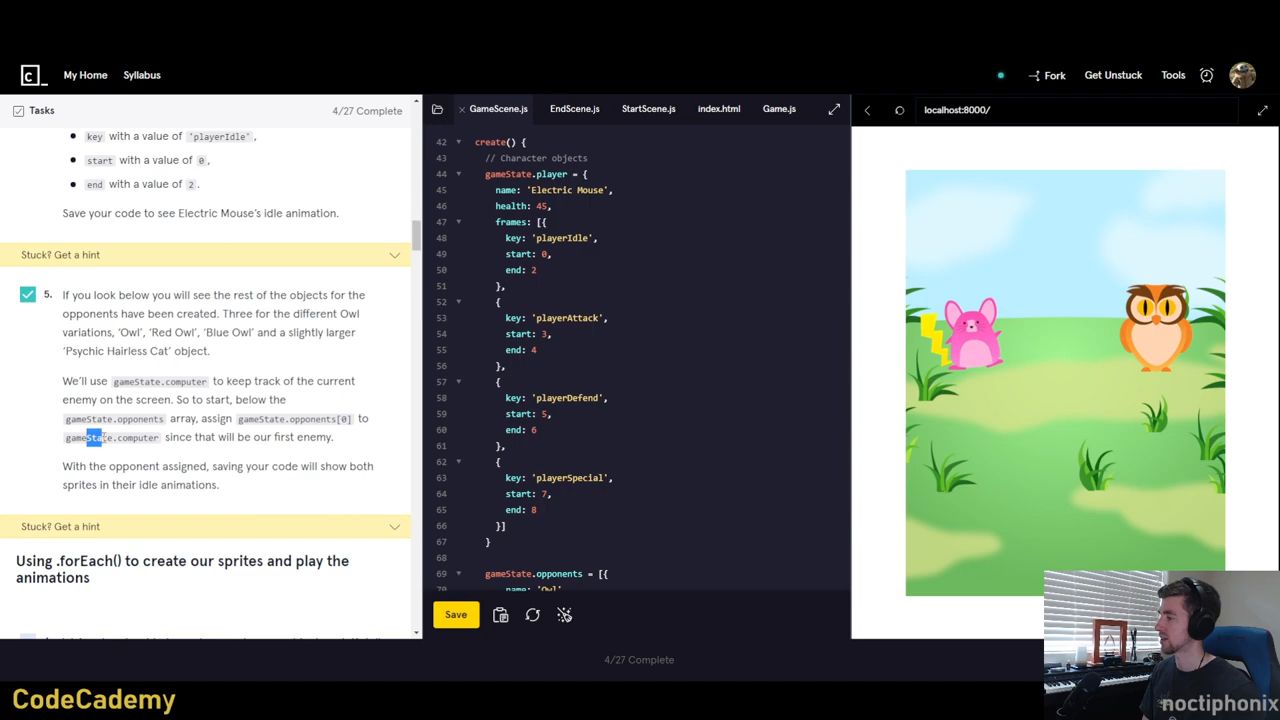 C_
My Home
Syllabus
Fork
Get Unstuck
Tools
Tasks
4/27 Complete
key with a value of 'playerIdle',
start with a value of 0,
end with a value of 2.
Save your code to see Electric Mouse's idle animation.
Stuck? Get a hint
5.
If you look below you will see the rest of the objects for the
opponents have been created. Three for the different Owl
variations, 'Owl', 'Red Owl', 'Blue Owl' and a slightly larger
'Psychic Hairless Cat' object.
We'll use gameState.computer to keep track of the current
enemy on the screen. So to start, below the
gameState.opponents array, assign gameState.opponents[0] to
gameState.computer since that will be our first enemy.
With the opponent assigned, saving your code will show both
sprites in their idle animations.
Stuck? Get a hint
Using .forEach() to create our sprites and play the
animations
GameScene.js
EndScene.js
StartScene.js
index.html
Game.js
42 create() {
43 // Character objects
44 gameState.player = {
45 name: 'Electric Mouse',
46 health: 45,
47 frames: [{
48 key: 'playerIdle',
49 start: 0,
50 end: 2
51 },
52 {
53 key: 'playerAttack',
54 start: 3,
55 end: 4
56 },
57 {
58 key: 'playerDefend',
59 start: 5,
60 end: 6
61 },
62 {
63 key: 'playerSpecial',
64 start: 7,
65 end: 8
66 }]
67 }
68
69 gameState.opponents = [{
70 name: 'Owl'
Save
localhost:8000/
4/27 Complete
CodeCademy
noctiphonix